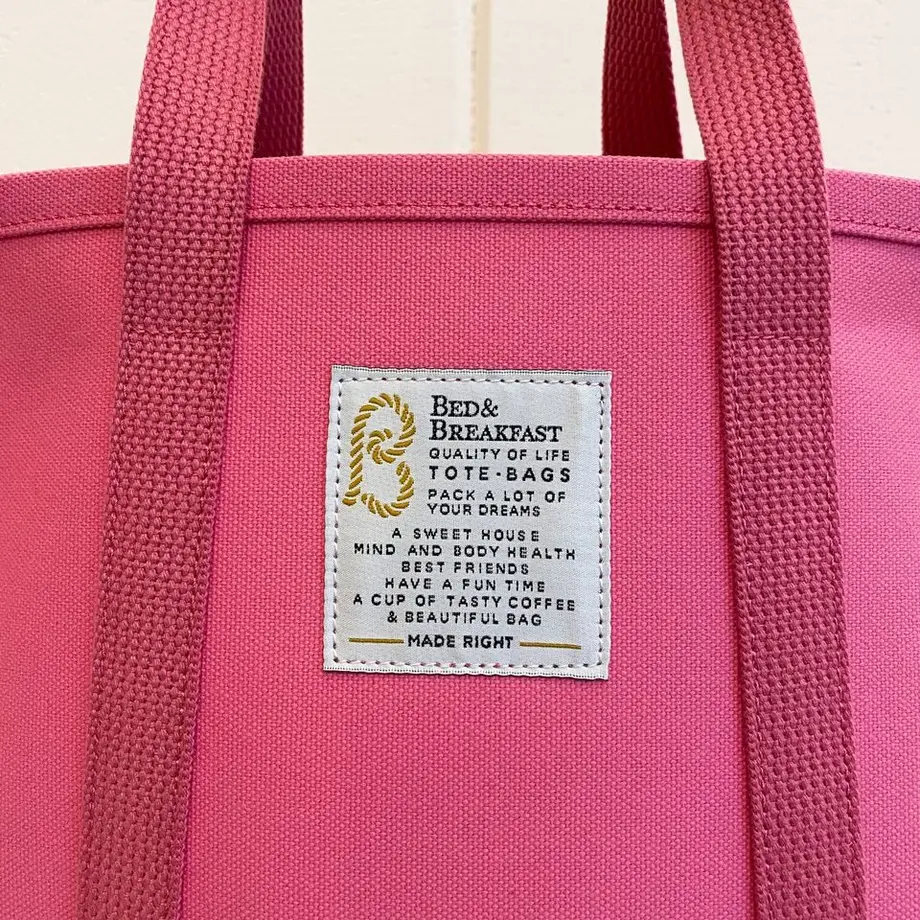 BED&
BREAKFAST
QUALITY OF LIFE
TOTE-BAGS
PACK A LOT OF
YOUR DREAMS
A SWEET HOUSE
MIND AND BODY HEALTH
BEST FRIENDS
HAVE A FUN TIME
A CUP OF TASTY COFFEE
& BEAUTIFUL BAG
MADE RIGHT